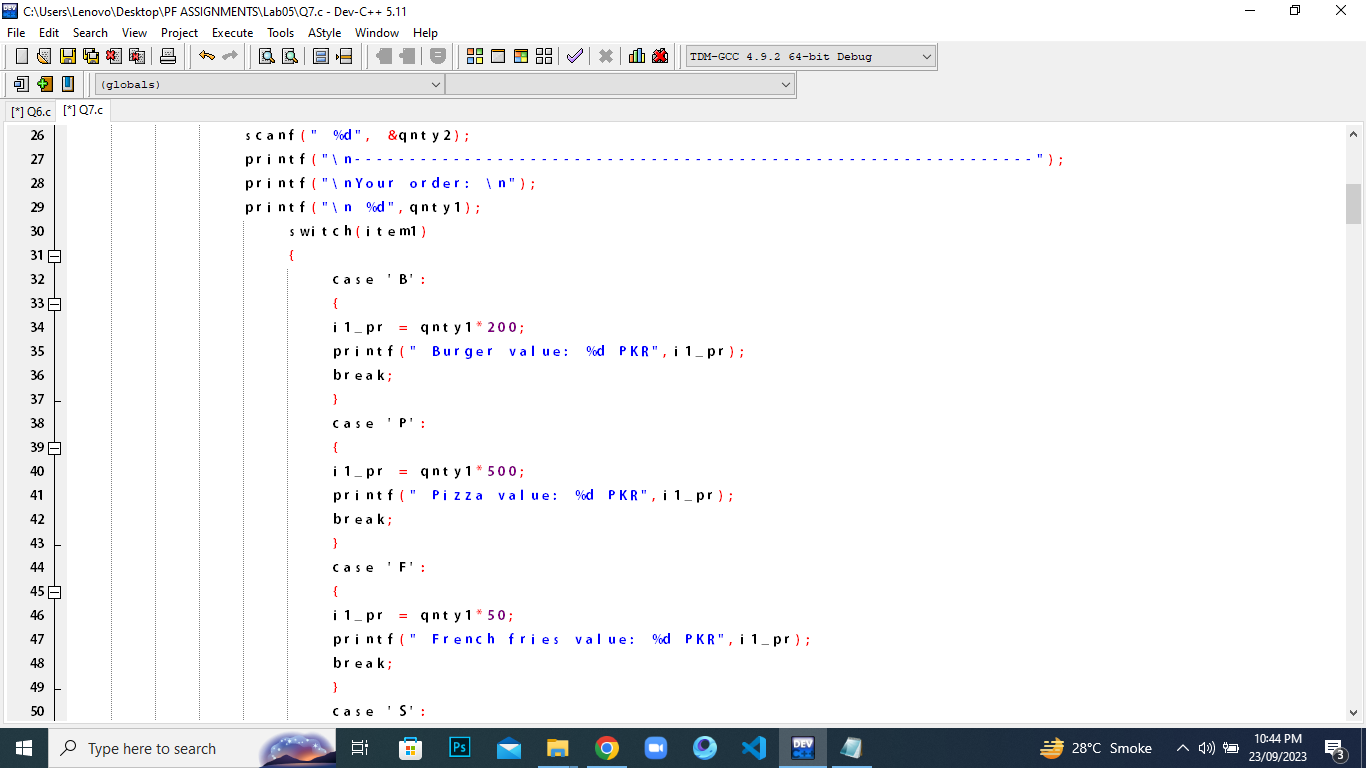 C:\Users\Lenovo\Desktop\PF ASSIGNMENTS\Lab05\Q7.c - Dev-C++ 5.11
File Edit Search View Project Execute Tools AStyle Window Help
TDM-GCC 4.9.2 64-bit Debug
(globals)
[*] Q6.c [*] Q7.c
26 scanf(" %d", &qnty2);
27 printf("\n--------------------------------------------------------------");
28 printf("\nYour order: \n");
29 printf("\n %d",qnty1);
30 switch(item1)
31 {
32 case 'B':
33 {
34 i1_pr = qnty1*200;
35 printf(" Burger value: %d PKR",i1_pr);
36 break;
37 }
38 case 'P':
39 {
40 i1_pr = qnty1*500;
41 printf(" Pizza value: %d PKR",i1_pr);
42 break;
43 }
44 case 'F':
45 {
46 i1_pr = qnty1*50;
47 printf(" French fries value: %d PKR",i1_pr);
48 break;
49 }
50 case 'S':
Type here to search
Ps
DEV
28°C Smoke
10:44 PM
23/09/2023
3